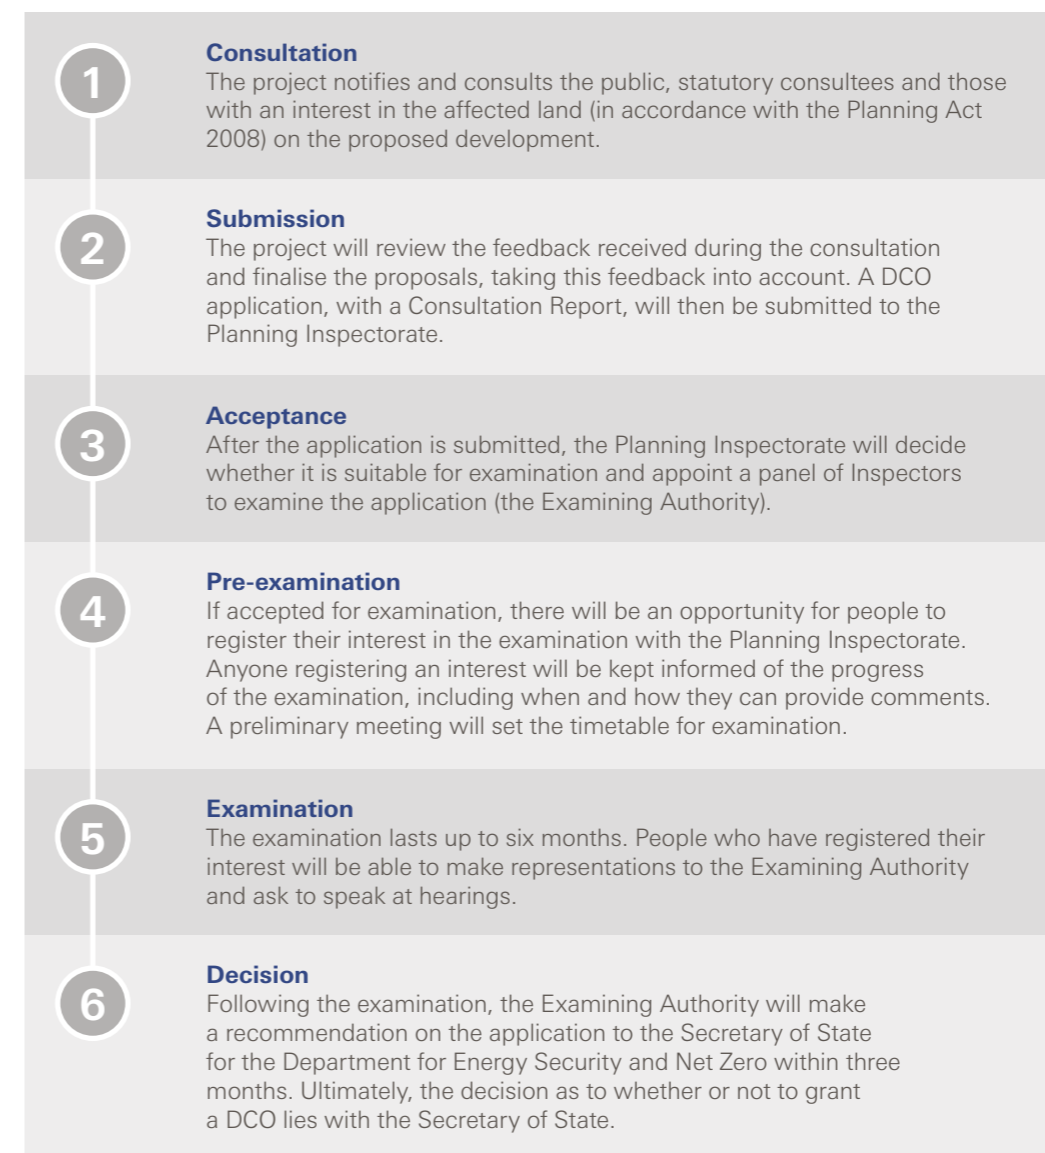 1
Consultation
The project notifies and consults the public, statutory consultees and those
with an interest in the affected land (in accordance with the Planning Act
2008) on the proposed development.
2
Submission
The project will review the feedback received during the consultation
and finalise the proposals, taking this feedback into account. A DCO
application, with a Consultation Report, will then be submitted to the
Planning Inspectorate.
3
Acceptance
After the application is submitted, the Planning Inspectorate will decide
whether it is suitable for examination and appoint a panel of Inspectors
to examine the application (the Examining Authority).
4
Pre-examination
If accepted for examination, there will be an opportunity for people to
register their interest in the examination with the Planning Inspectorate.
Anyone registering an interest will be kept informed of the progress
of the examination, including when and how they can provide comments.
A preliminary meeting will set the timetable for examination.
5
Examination
The examination lasts up to six months. People who have registered their
interest will be able to make representations to the Examining Authority
and ask to speak at hearings.
6
Decision
Following the examination, the Examining Authority will make
a recommendation on the application to the Secretary of State
for the Department for Energy Security and Net Zero within three
months. Ultimately, the decision as to whether or not to grant
a DCO lies with the Secretary of State.